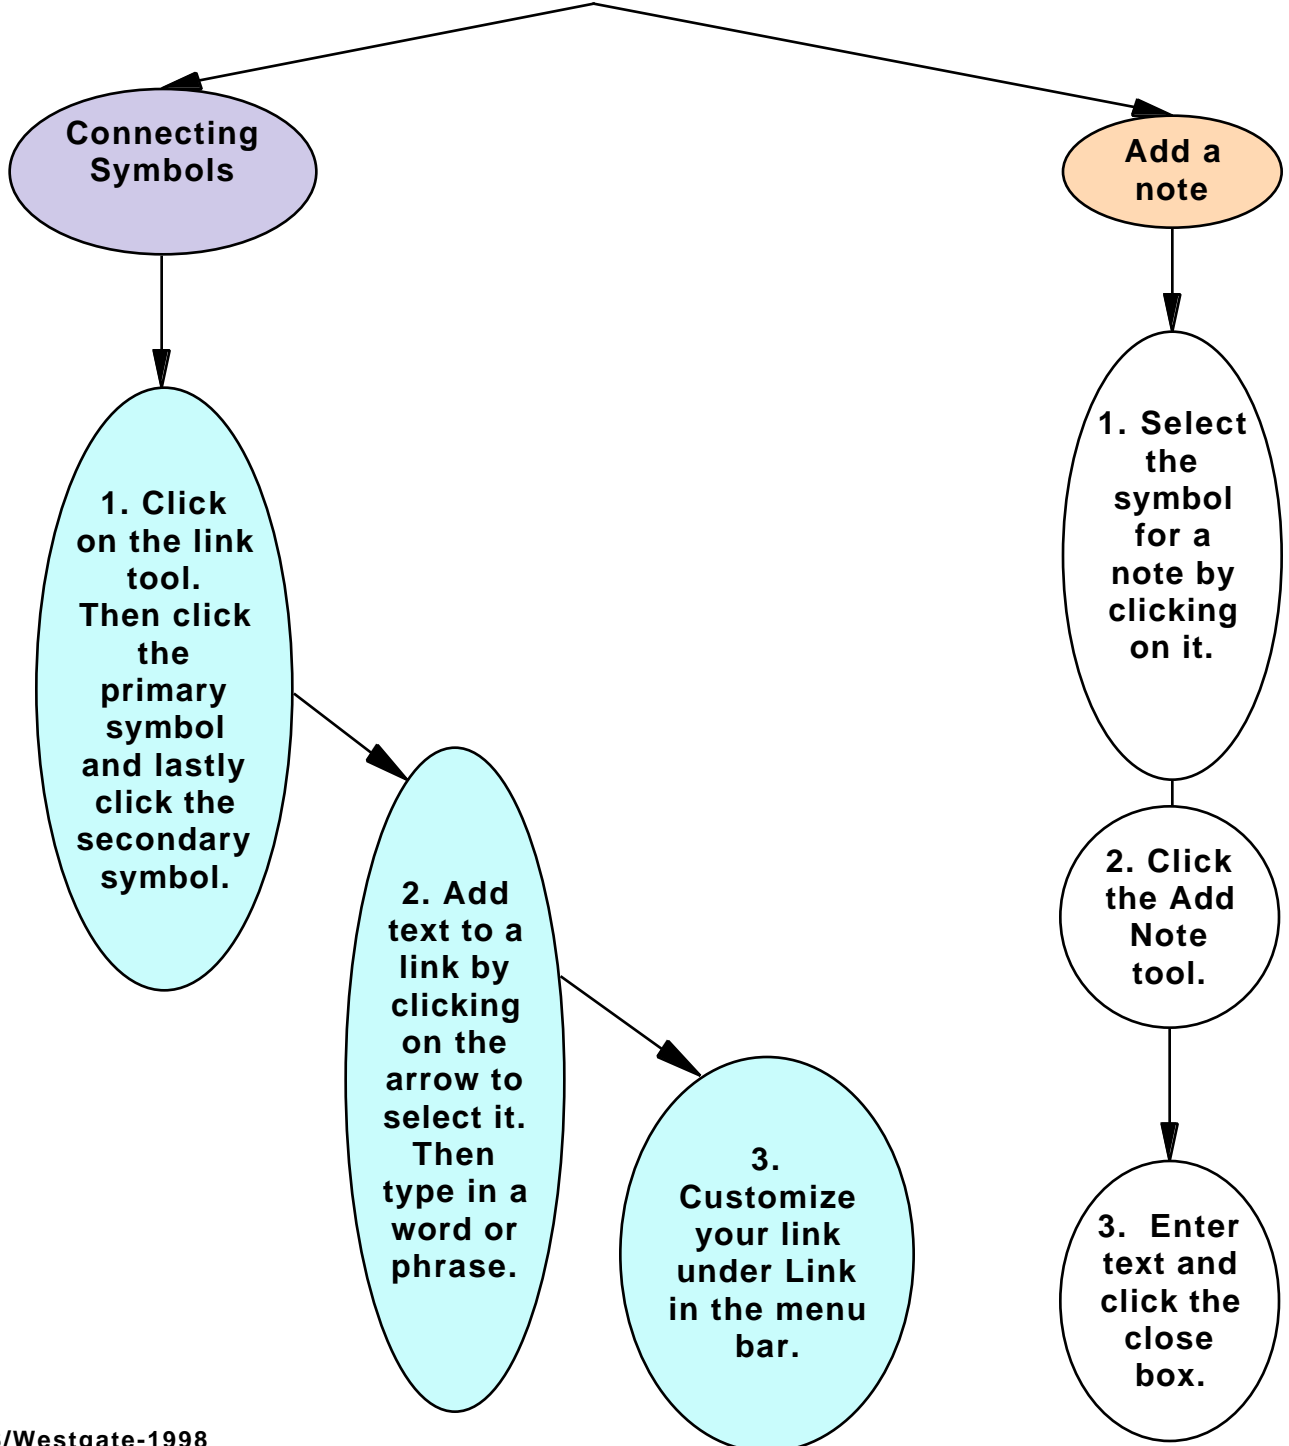 Connecting
Symbols
Add a
note
1. Click
on the link
tool.
Then click
the
primary
symbol
and lastly
click the
secondary
symbol.
2. Add
text to a
link by
clicking
on the
arrow to
select it.
Then
type in a
word or
phrase.
3.
Customize
your link
under Link
in the menu
bar.
1. Select
the
symbol
for a
note by
clicking
on it.
2. Click
the Add
Note
tool.
3.  Enter
text and
click the
close
box.
/Westgate-1998